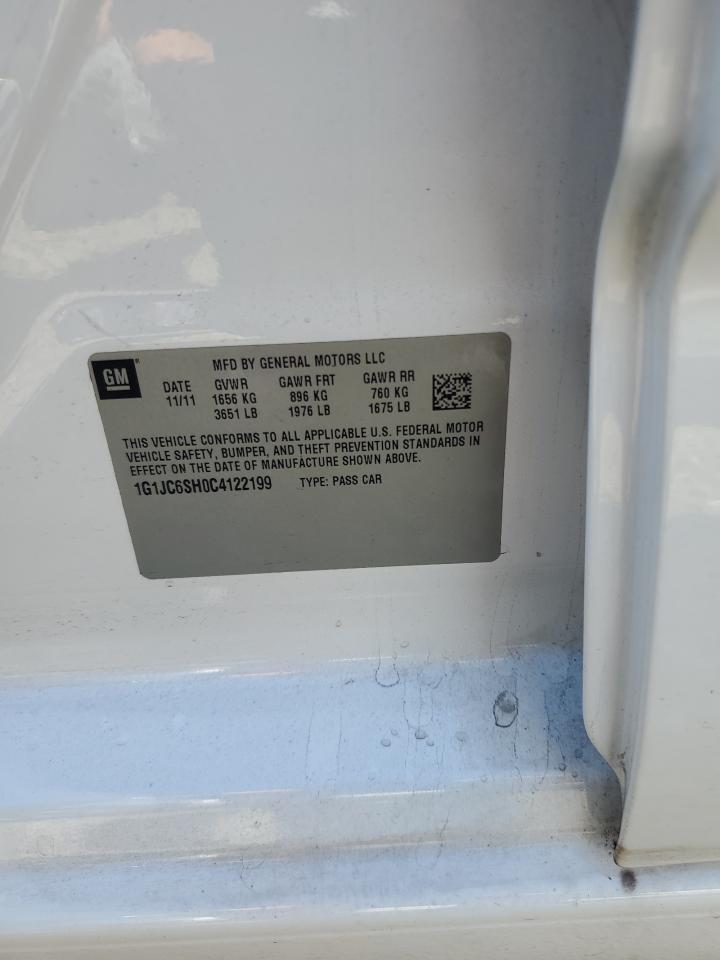 GM
MFD BY GENERAL MOTORS LLC
DATE GVWR GAWR FRT GAWR RR
11/11 1656 KG 896 KG 760 KG
3651 LB 1976 LB 1675 LB
THIS VEHICLE CONFORMS TO ALL APPLICABLE U.S. FEDERAL MOTOR
VEHICLE SAFETY, BUMPER, AND THEFT PREVENTION STANDARDS IN
EFFECT ON THE DATE OF MANUFACTURE SHOWN ABOVE.
1G1JC6SH0C4122199 TYPE: PASS CAR